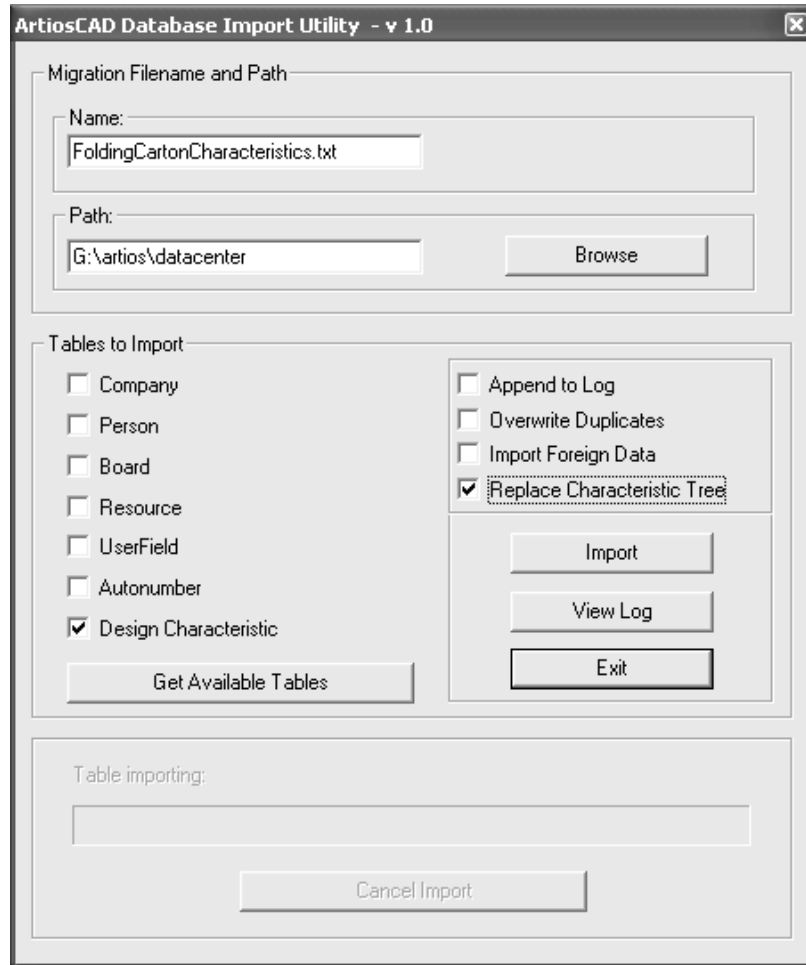 ArtiosCAD Database Import Utility - v 1.0
Migration Filename and Path
Name:
FoldingCartonCharacteristics.txt
Path:
G:\artios\datacenter
Browse
Tables to Import
Company
Person
Board
Resource
UserField
Autonumber
Design Characteristic
Get Available Tables
Append to Log
Overwrite Duplicates
Import Foreign Data
Replace Characteristic Tree
Import
View Log
Exit
Table importing:
Cancel Import